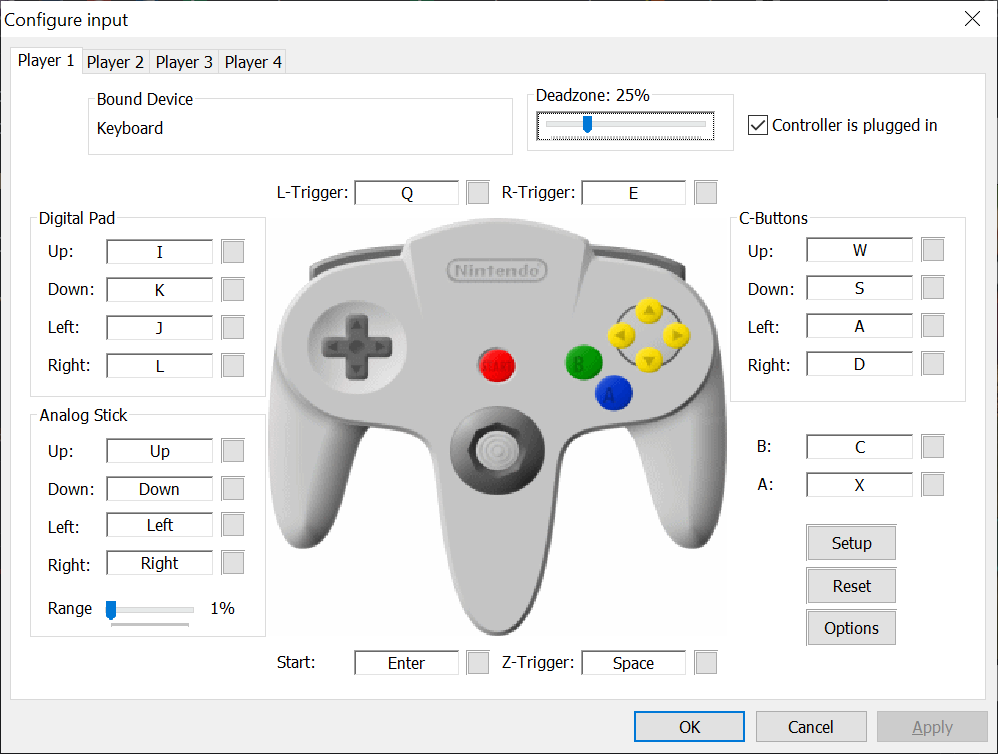 Configure input
Player 1 Player 2 Player 3 Player 4
Bound Device
Keyboard
Deadzone: 25%
Controller is plugged in
L-Trigger: Q
R-Trigger: E
Digital Pad
Up: I
Down: K
Left: J
Right: L
C-Buttons
Up: W
Down: S
Left: A
Right: D
Nintendo®
START
B
A
Analog Stick
Up: Up
Down: Down
Left: Left
Right: Right
Range 1%
B: C
A: X
Setup
Reset
Options
Start: Enter
Z-Trigger: Space
OK Cancel Apply